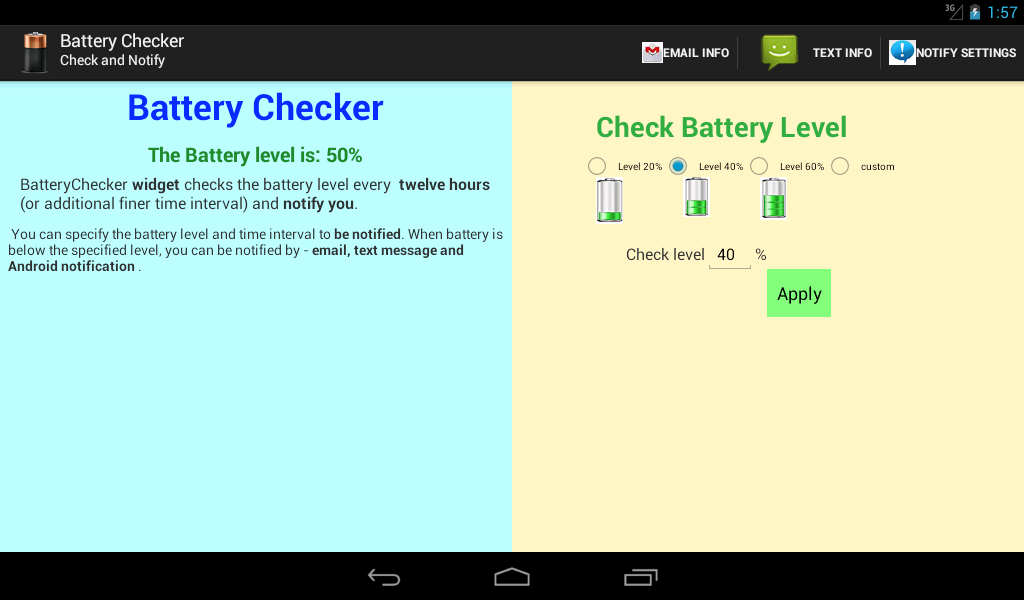 3G 1:57
Battery Checker
Check and Notify
EMAIL INFO
TEXT INFO
NOTIFY SETTINGS
Battery Checker
The Battery level is: 50%
BatteryChecker widget checks the battery level every twelve hours
(or additional finer time interval) and notify you.
You can specify the battery level and time interval to be notified. When battery is
below the specified level, you can be notified by - email, text message and
Android notification .
Check Battery Level
Level 20% Level 40% Level 60% custom
Check level 40 %
Apply